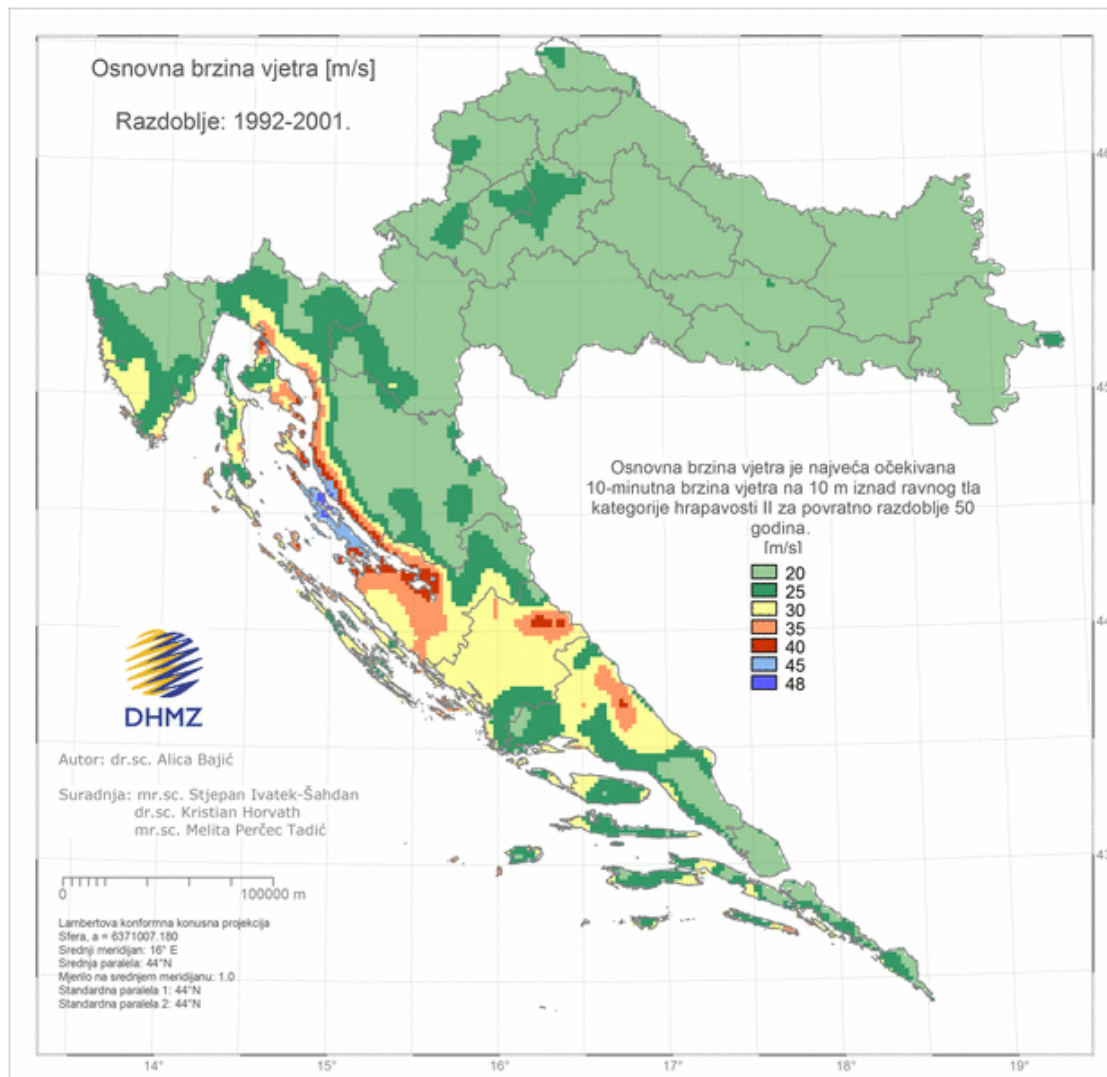 Osnovna brzina vjetra [m/s]
Razdoblje: 1992-2001.
46
45
Osnovna brzina vjetra je najveća očekivana
10-minutna brzina vjetra na 10 m iznad ravnog tla
kategorije hrapavosti II za povratno razdoblje 50
godina.
[m/s]
20
25
30
35
40
45
48
44
DHMZ
Autor: dr.sc. Alica Bajić
Suradnja: mr.sc. Stjepan Ivatek-Šahdan
dr.sc. Kristian Horvath
mr.sc. Melita Perčec Tadić
43
0 100000 m
Lambertova konformna konusna projekcija
Sfera, a = 6371007.180
Srednji meridijan: 16° E
Srednja paralela: 44°N
Mjerilo na srednjem meridijanu: 1.0
Standardna paralela 1: 44°N
Standardna paralela 2: 44°N
14° 15° 16° 17° 18° 19°